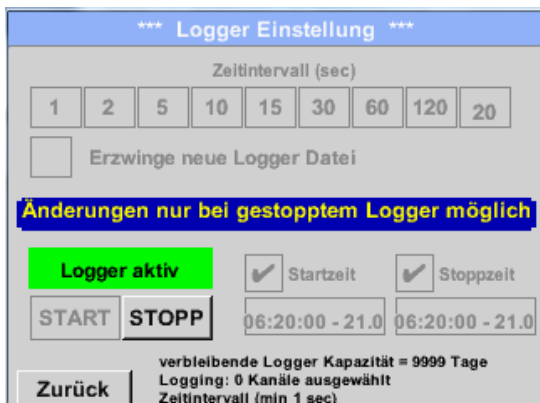 *** Logger Einstellung ***
Zeitintervall (sec)
1 2 5 10 15 30 60 120 20
Erzwinge neue Logger Datei
Änderungen nur bei gestopptem Logger möglich
Logger aktiv
Startzeit
Stoppzeit
START STOPP
06:20:00 - 21.0
06:20:00 - 21.0
Zurück
verbleibende Logger Kapazität = 9999 Tage
Logging: 0 Kanäle ausgewählt
Zeitintervall (min 1 sec)